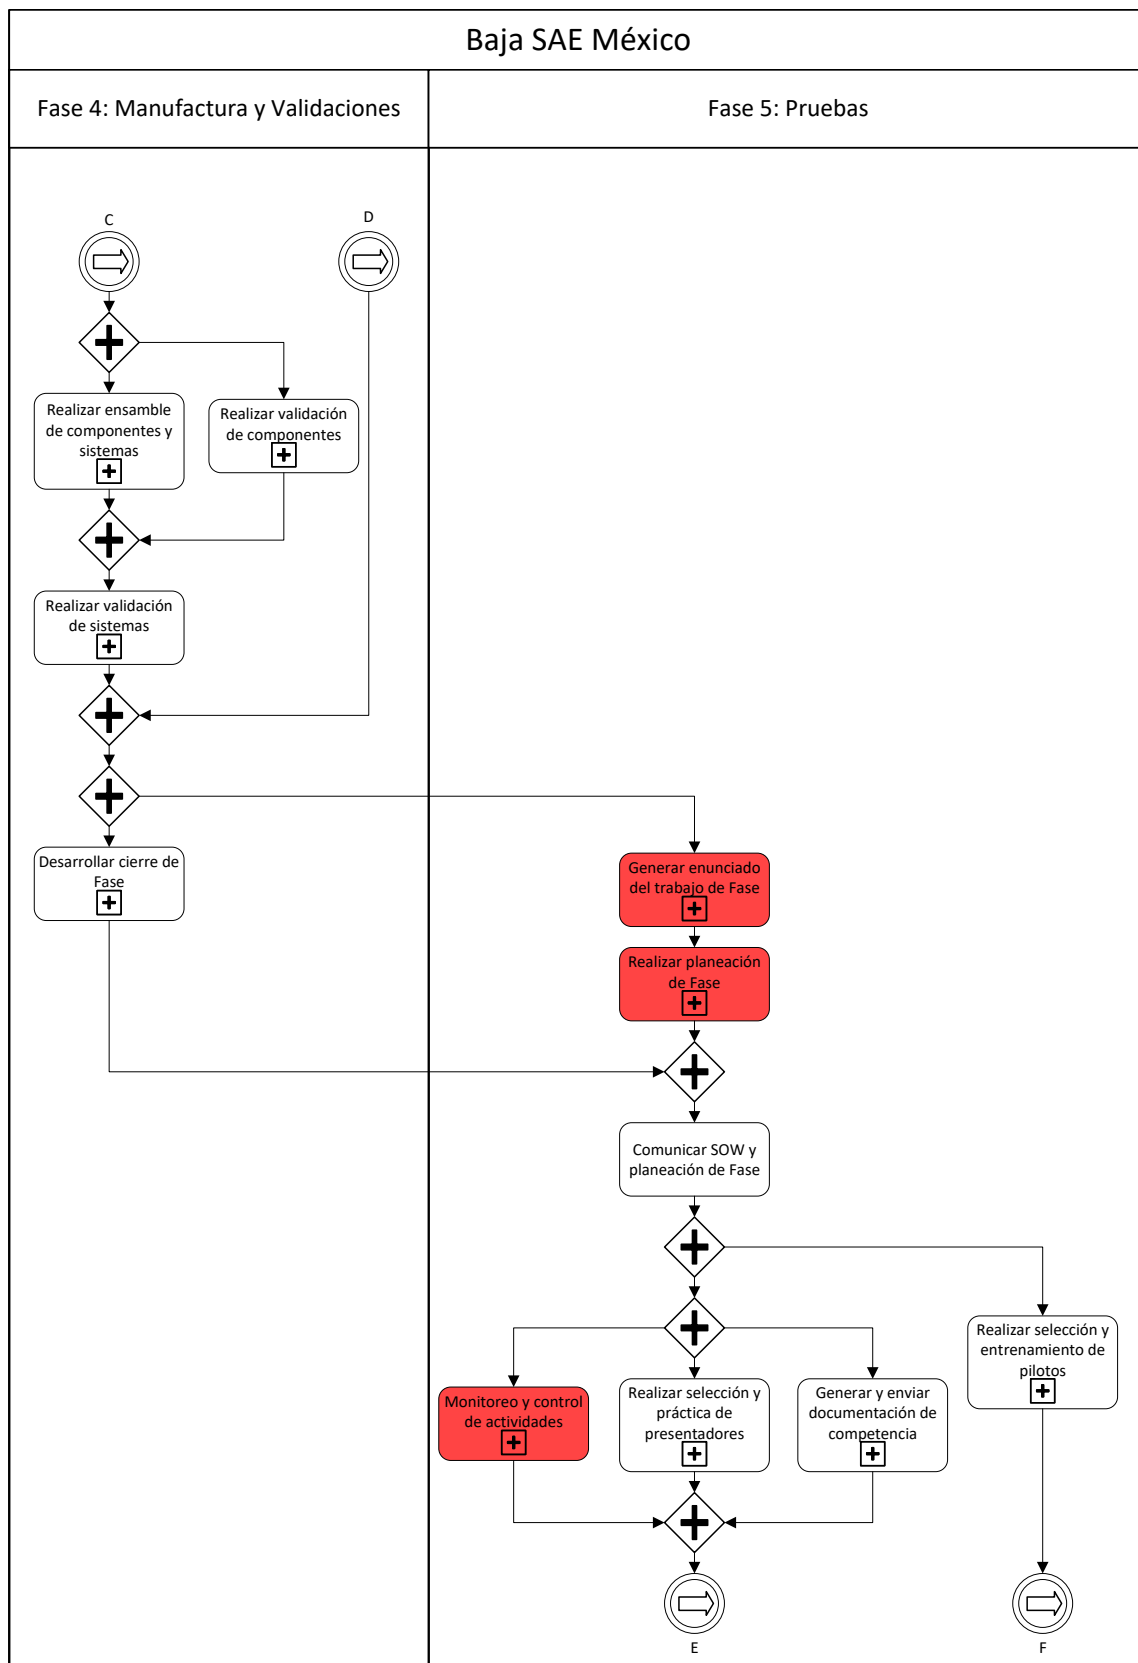 Baja SAE México
Fase 4: Manufactura y Validaciones
Fase 5: Pruebas
C
D
Realizar ensamble
de componentes y
sistemas
Realizar validación
de componentes
Realizar validación
de sistemas
Desarrollar cierre de
Fase
Generar enunciado
del trabajo de Fase
Realizar planeación
de Fase
Comunicar SOW y
planeación de Fase
Realizar selección y
entrenamiento de
pilotos
Monitoreo y control
de actividades
Realizar selección y
práctica de
presentadores
Generar y enviar
documentación de
competencia
E
F